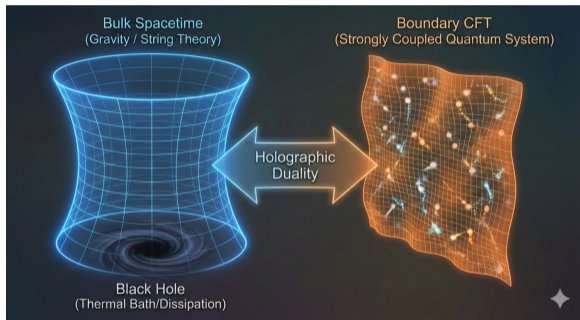 Bulk Spacetime
(Gravity / String Theory)
Boundary CFT
(Strongly Coupled Quantum System)
Holographic
Duality
Black Hole
(Thermal Bath/Dissipation)